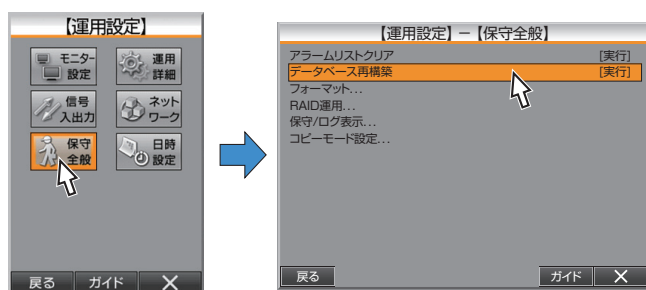 【運用設定】
モニター設定
運用詳細
信号入出力
ネットワーク
保守全般
日時設定
戻る ガイド ×
【運用設定】-【保守全般】
アラームリストクリア [実行]
データベース再構築 [実行]
フォーマット...
RAID運用...
保守/ログ表示...
コピーモード設定...
戻る ガイド ×